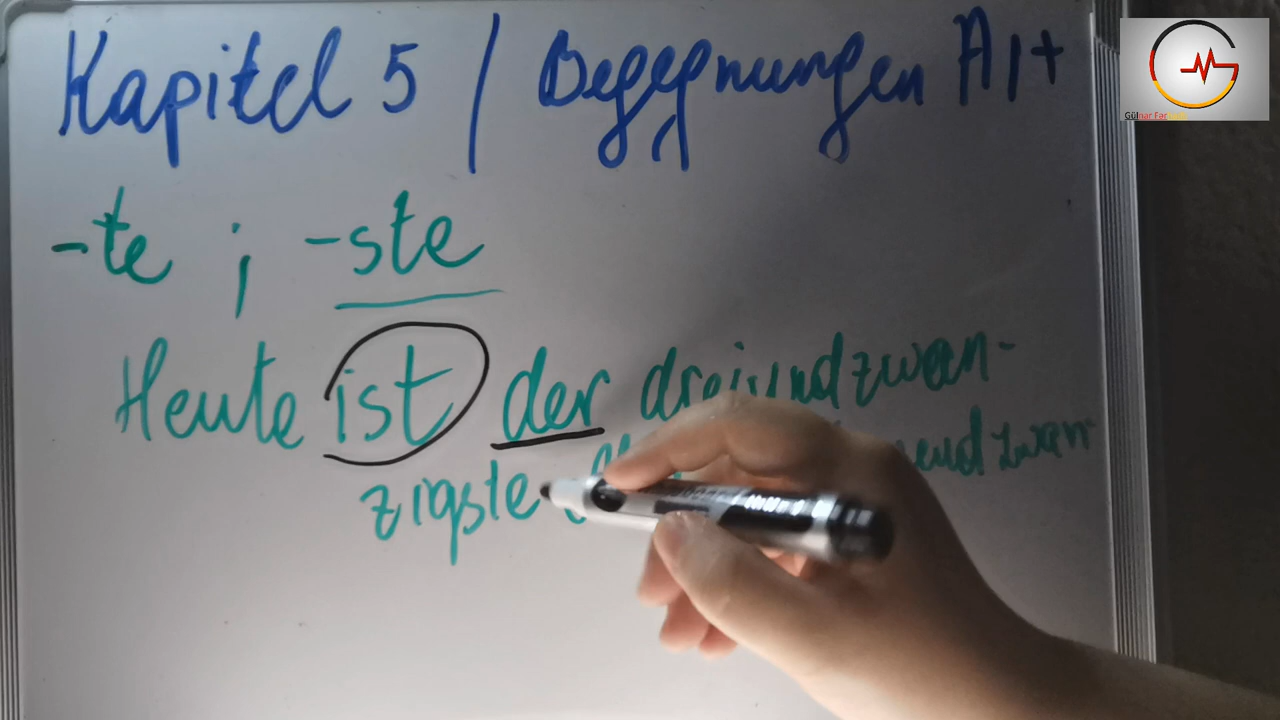 Kapitel 5 / Begegnungen A1+
-te ; -ste
Heute ist der dreiundzwan-
zigste